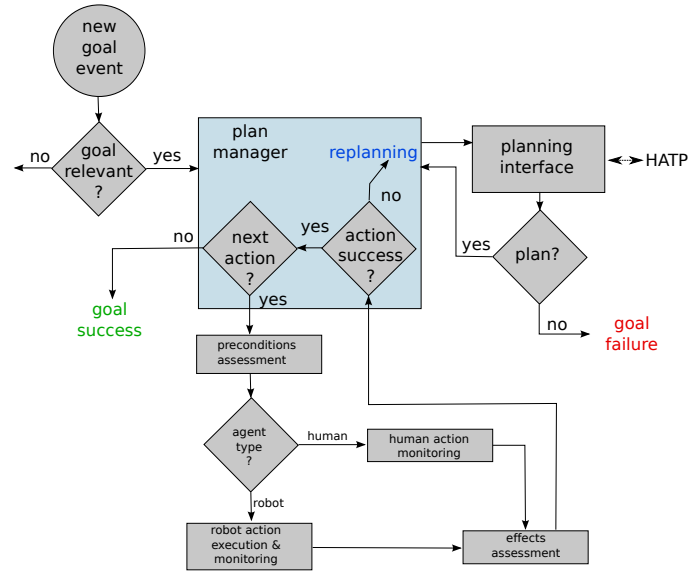 new
goal
event
goal
relevant
?
no
yes
plan
manager
replanning
no
yes
action
success
?
next
action
?
no
yes
goal
success
planning
interface
HATP
plan?
yes
no
goal
failure
preconditions
assessment
agent
type
?
human
human action
monitoring
robot
robot action
execution &
monitoring
effects
assessment